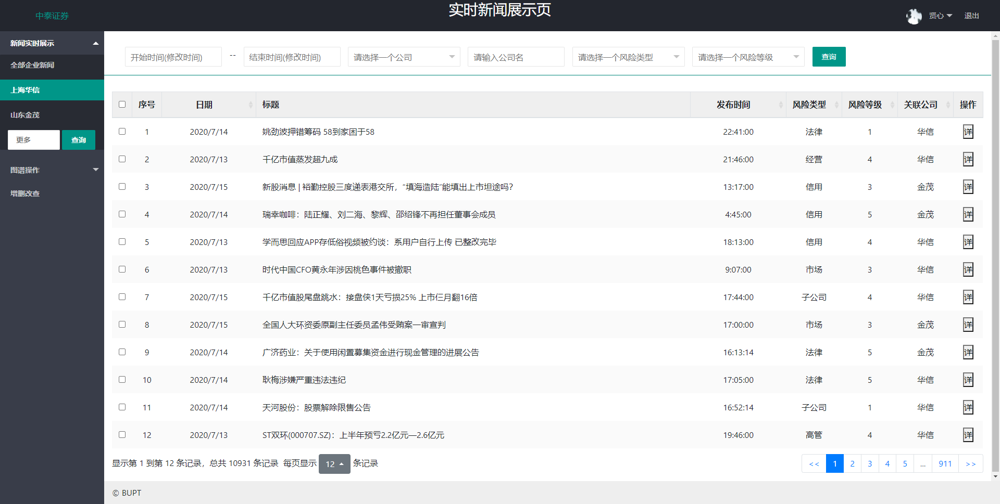 中泰证券
实时新闻展示页
贤心
退出
新闻实时展示
全部企业新闻
上海华信
山东金茂
更多 查询
图谱操作
增删改查
开始时间(修改时间) -- 结束时间(修改时间) 请选择一个公司 请输入公司名 请选择一个风险类型 请选择一个风险等级 查询
序号 日期 标题 发布时间 风险类型 风险等级 关联公司 操作
1 2020/7/14 姚劲波押错筹码 58到家困于58 22:41:00 法律 1 华信 详
2 2020/7/13 千亿市值蒸发超九成 21:46:00 经营 4 华信 详
3 2020/7/15 新股消息 | 裕勤控股三度递表港交所，“填海造陆”能填出上市坦途吗？ 13:17:00 信用 3 金茂 详
4 2020/7/14 瑞幸咖啡：陆正耀、刘二海、黎辉、邵绍锋不再担任董事会成员 4:45:00 信用 5 金茂 详
5 2020/7/13 学而思回应APP存低俗视频被约谈：系用户自行上传 已整改完毕 18:13:00 信用 4 华信 详
6 2020/7/13 时代中国CFO黄永年涉因桃色事件被撤职 9:07:00 市场 3 华信 详
7 2020/7/15 千亿市值股尾盘跳水：接盘侠1天亏损25% 上市仨月翻16倍 17:44:00 子公司 4 华信 详
8 2020/7/15 全国人大环资委原副主任委员孟伟受贿案一审宣判 17:00:00 市场 3 金茂 详
9 2020/7/14 广济药业：关于使用闲置募集资金进行现金管理的进展公告 16:13:14 法律 5 金茂 详
10 2020/7/14 耿梅涉嫌严重违法违纪 17:05:00 法律 5 华信 详
11 2020/7/14 天河股份：股票解除限售公告 16:52:14 子公司 1 华信 详
12 2020/7/13 ST双环(000707.SZ)：上半年预亏2.2亿元—2.6亿元 19:46:00 高管 4 华信 详
显示第 1 到第 12 条记录，总共 10931 条记录 每页显示 12 条记录
<< 1 2 3 4 5 ... 911 >>
© BUPT